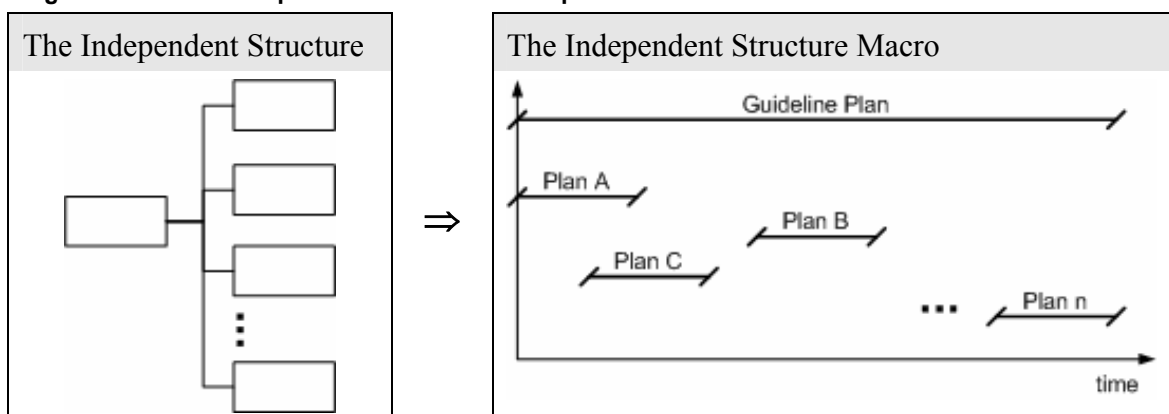 The Independent Structure
The Independent Structure Macro
Guideline Plan
Plan A
Plan B
⇒
Plan C
...
Plan n
time